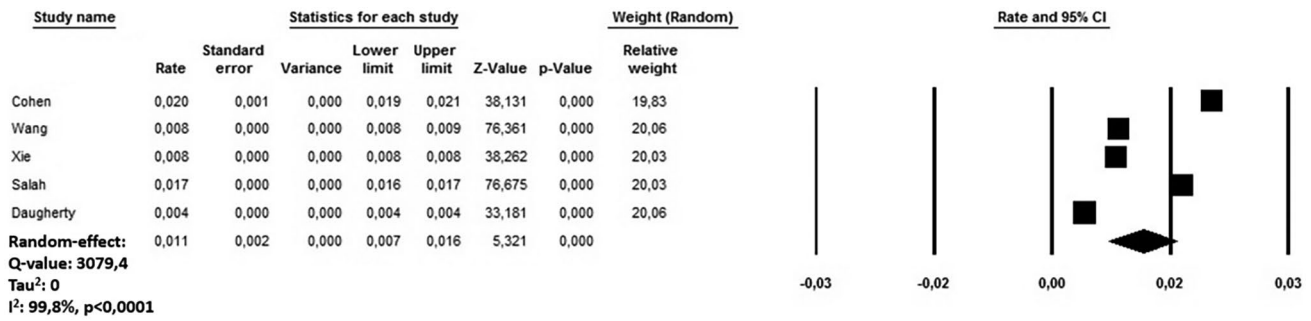 Study name Statistics for each study Weight (Random) Rate and 95% CI
Rate Standard error Variance Lower limit Upper limit Z-Value p-Value Relative weight
Cohen 0,020 0,001 0,000 0,019 0,021 38,131 0,000 19,83
Wang 0,008 0,000 0,000 0,008 0,009 76,361 0,000 20,06
Xie 0,008 0,000 0,000 0,008 0,008 38,262 0,000 20,03
Salah 0,017 0,000 0,000 0,016 0,017 76,675 0,000 20,03
Daugherty 0,004 0,000 0,000 0,004 0,004 33,181 0,000 20,06
Random-effect: 0,011 0,002 0,000 0,007 0,016 5,321 0,000
Q-value: 3079,4
Tau²: 0
I²: 99,8%, p<0,0001
-0,03 -0,02 0,00 0,02 0,03